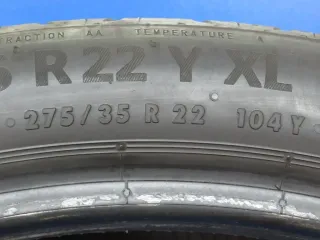 TRACTION AA TEMPERATURE A
R22 Y XL
275/35 R 22 104 Y